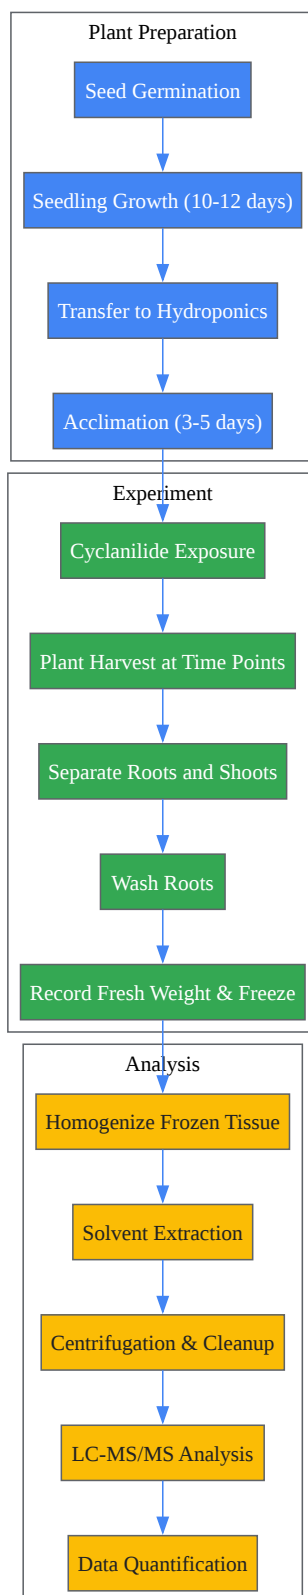 Plant Preparation
Seed Germination
Seedling Growth (10-12 days)
Transfer to Hydroponics
Acclimation (3-5 days)
Experiment
Cyclanilide Exposure
Plant Harvest at Time Points
Separate Roots and Shoots
Wash Roots
Record Fresh Weight & Freeze
Analysis
Homogenize Frozen Tissue
Solvent Extraction
Centrifugation & Cleanup
LC-MS/MS Analysis
Data Quantification